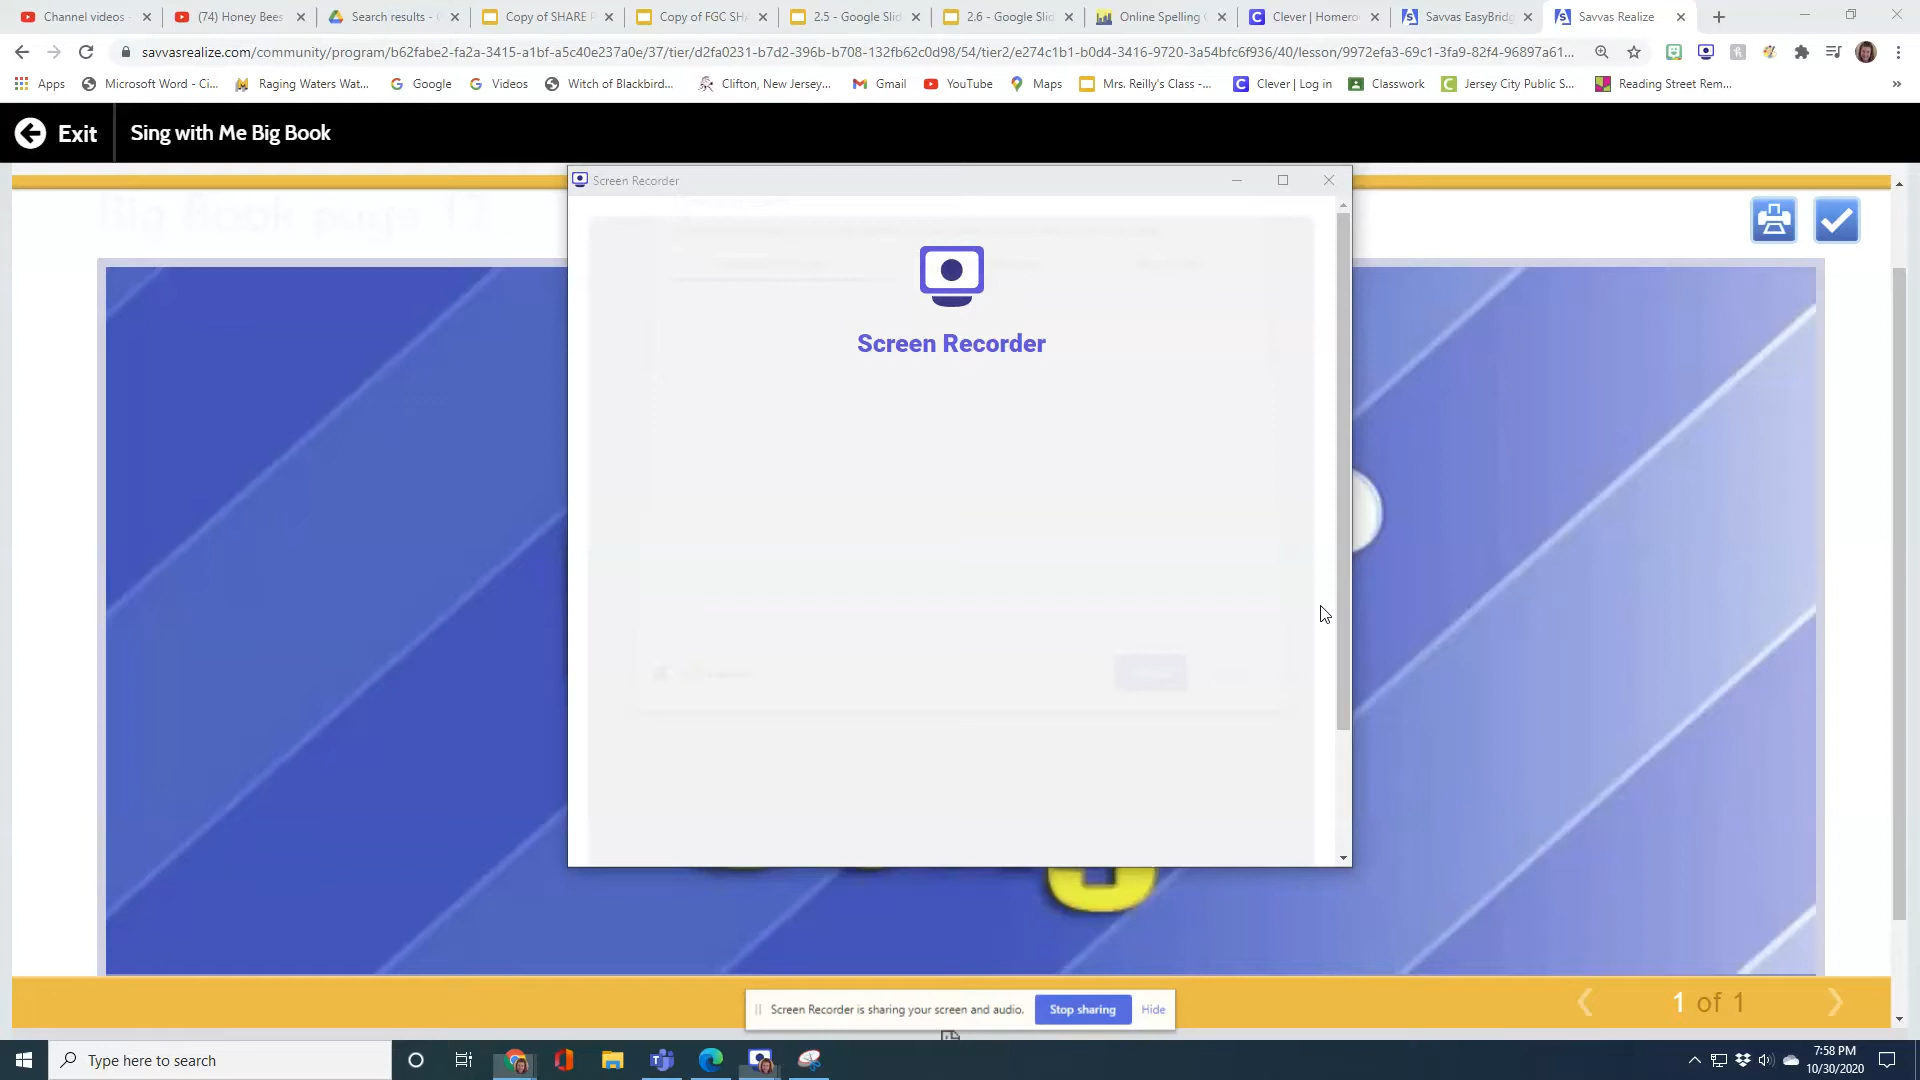 Channel videos -
(74) Honey Bees
Search results -
Copy of SHARE
Copy of FGC SHA
2.5 - Google Slid
2.6 - Google Slid
Online Spelling
Clever | Homero
Savvas EasyBridg
Savvas Realize
savvasrealize.com/community/program/b62fabe2-fa2a-3415-a1bf-a5c40e237a0e/37/tier/d2fa0231-b7d2-396b-b708-132fb62c0d98/54/tier2/e274c1b1-b0d4-3416-9720-3a54bfc6f936/40/lesson/9972efa3-69c1-3fa9-82f4-96897a61...
Apps
Microsoft Word - Ci...
Raging Waters Wat...
Google
Videos
Witch of Blackbird...
Clifton, New Jersey...
Gmail
YouTube
Maps
Mrs. Reilly's Class -...
Clever | Log in
Classwork
Jersey City Public S...
Reading Street Rem...
Exit
Sing with Me Big Book
Screen Recorder
Big Book page 12
Screen Recorder
1 of 1
Screen Recorder is sharing your screen and audio.
Stop sharing
Hide
Type here to search
7:58 PM
10/30/2020